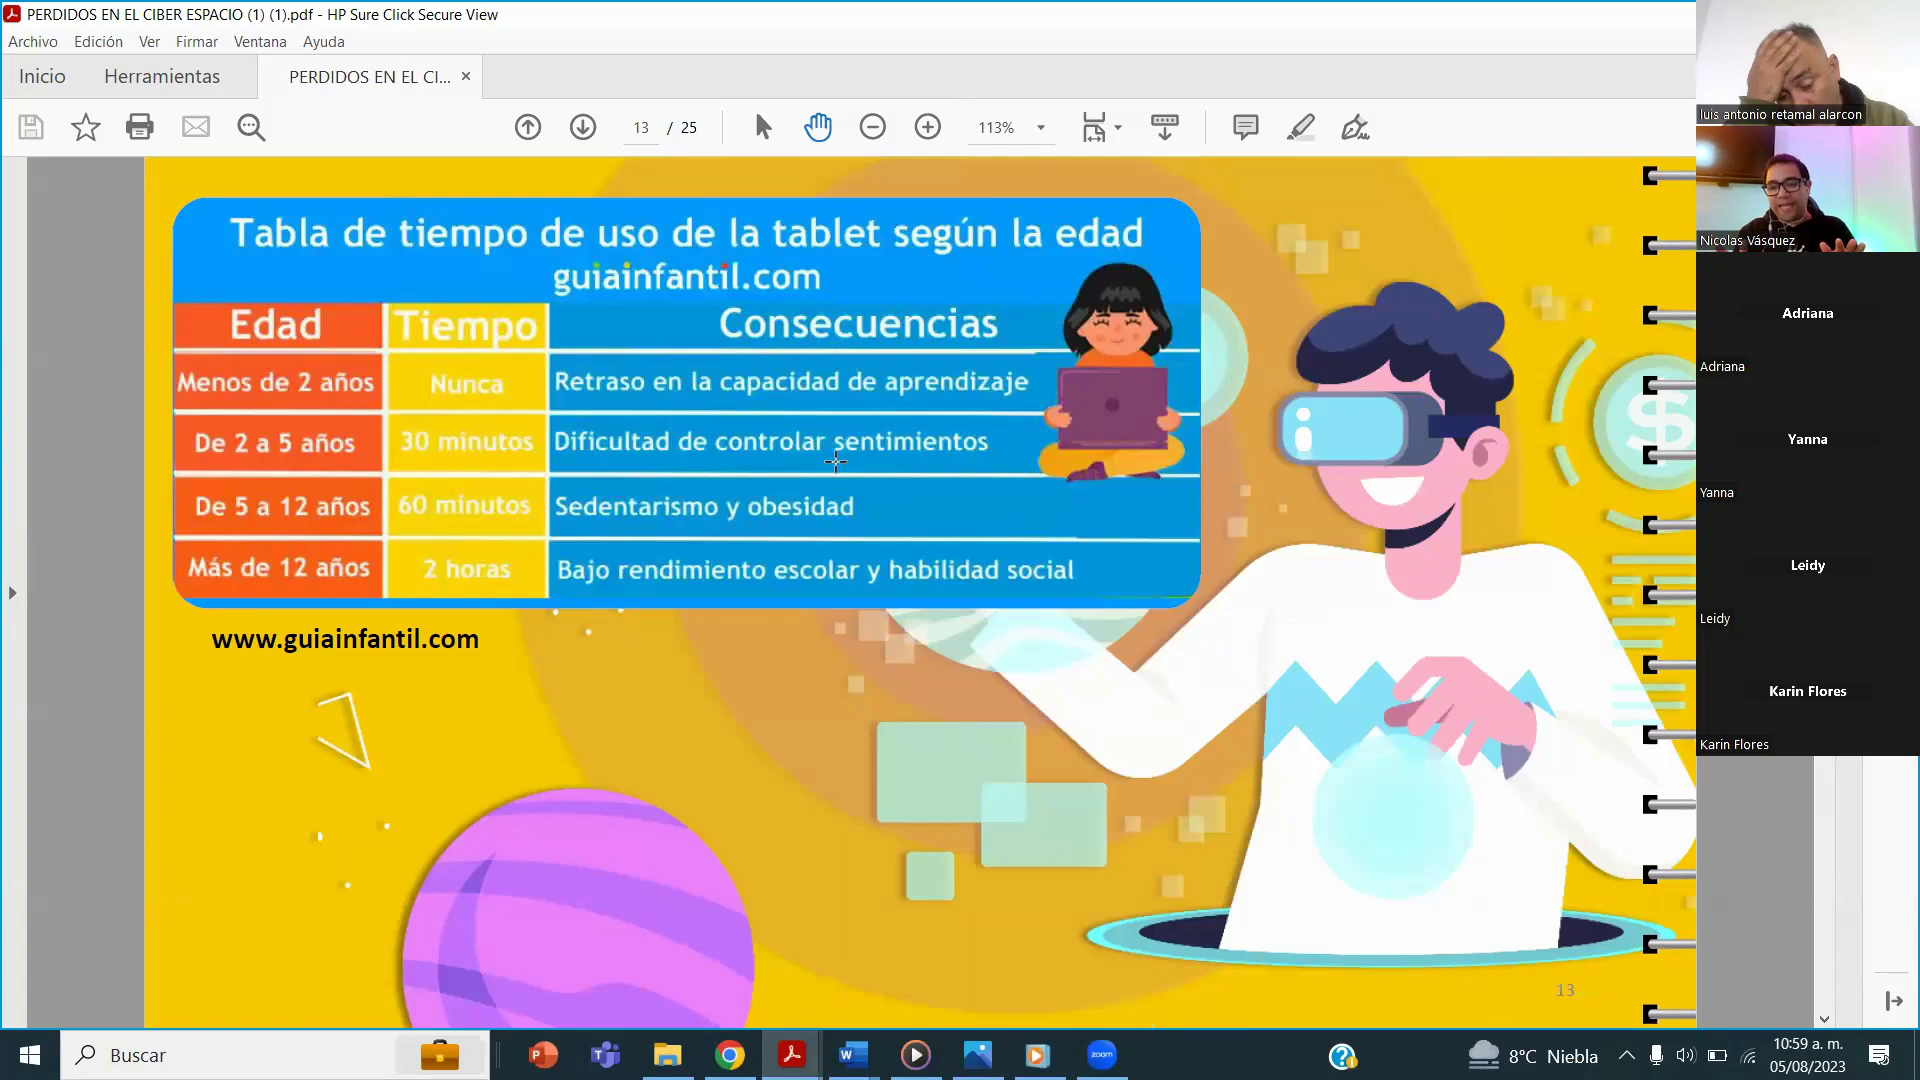 PERDIDOS EN EL CIBER ESPACIO (1) (1).pdf - HP Sure Click Secure View
Archivo Edición Ver Firmar Ventana Ayuda
Inicio Herramientas PERDIDOS EN EL CI... ×
13 / 25 113%
Tabla de tiempo de uso de la tablet según la edad
guiainfantil.com
Edad Tiempo Consecuencias
Menos de 2 años Nunca Retraso en la capacidad de aprendizaje
De 2 a 5 años 30 minutos Dificultad de controlar sentimientos
De 5 a 12 años 60 minutos Sedentarismo y obesidad
Más de 12 años 2 horas Bajo rendimiento escolar y habilidad social
www.guiainfantil.com
$
13
luis antonio retamal alarcon
Nicolas Vásquez
Adriana
Adriana
Yanna
Yanna
Leidy
Leidy
Karin Flores
Karin Flores
Buscar
zoom
8°C Niebla
10:59 a. m.
05/08/2023